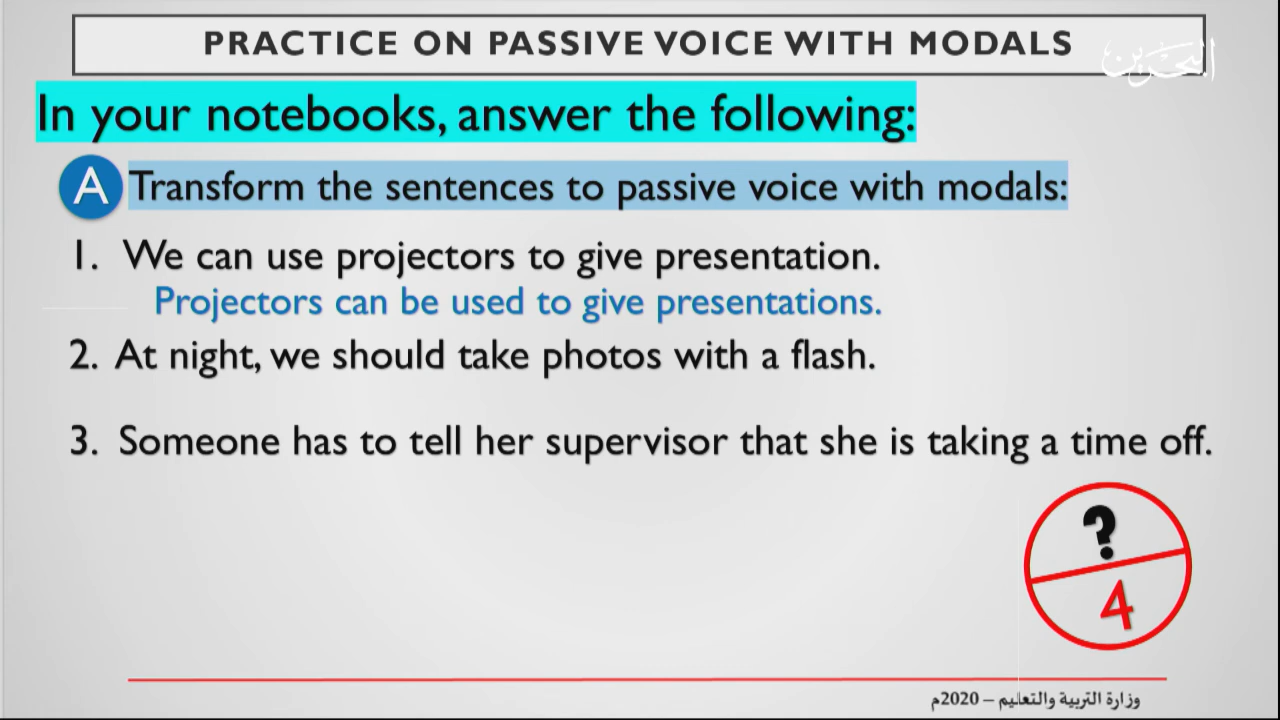 PRACTICE ON PASSIVE VOICE WITH MODALS
البحرين
In your notebooks, answer the following:
A Transform the sentences to passive voice with modals:
1. We can use projectors to give presentation.
Projectors can be used to give presentations.
2. At night, we should take photos with a flash.
3. Someone has to tell her supervisor that she is taking a time off.
?
4
وزارة التربية والتعليم – 2020م